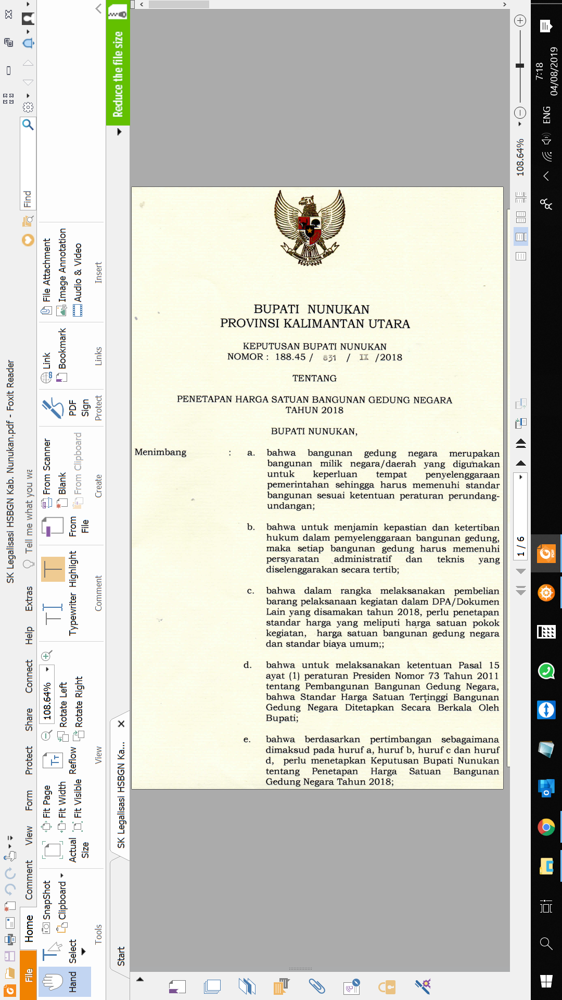 SK Legalisasi HSBGN Kab. Nunukan.pdf - Foxit Reader
File
Home
Comment
View
Form
Protect
Share
Connect
Help
Extras
Tell me what you wa
Find
Hand
Select
SnapShot
Clipboard
Tools
Actual
Size
Fit Page
Fit Width
Fit Visible
Reflow
108.64%
Rotate Left
Rotate Right
View
Typewriter
Highlight
Comment
From
File
From Scanner
Blank
From Clipboard
Create
PDF
Sign
Protect
Link
Bookmark
Links
File Attachment
Image Annotation
Audio & Video
Insert
Start
SK Legalisasi HSBGN Ka...
Reduce the file size
BUPATI NUNUKAN
PROVINSI KALIMANTAN UTARA
KEPUTUSAN BUPATI NUNUKAN
NOMOR : 188.45 / 831 / IX /2018
TENTANG
PENETAPAN HARGA SATUAN BANGUNAN GEDUNG NEGARA
TAHUN 2018
BUPATI NUNUKAN,
Menimbang : a. bahwa bangunan gedung negara merupakan
bangunan milik negara/daerah yang digunakan
untuk keperluan tempat penyelenggaraan
pemerintahan sehingga harus memenuhi standar
bangunan sesuai ketentuan peraturan perundang-
undangan;
b. bahwa untuk menjamin kepastian dan ketertiban
hukum dalam pemyelenggaraan bangunan gedung,
maka setiap bangunan gedung harus memenuhi
persyaratan administratif dan teknis yang
diselenggarakan secara tertib;
c. bahwa dalam rangka melaksanakan pembelian
barang pelaksanaan kegiatan dalam DPA/Dokumen
Lain yang disamakan tahun 2018, perlu penetapan
standar harga yang meliputi harga satuan pokok
kegiatan, harga satuan bangunan gedung negara
dan standar biaya umum;;
d. bahwa untuk melaksanakan ketentuan Pasal 15
ayat (1) peraturan Presiden Nomor 73 Tahun 2011
tentang Pembangunan Bangunan Gedung Negara,
bahwa Standar Harga Satuan Tertinggi Bangunan
Gedung Negara Ditetapkan Secara Berkala Oleh
Bupati;
e. bahwa berdasarkan pertimbangan sebagaimana
dimaksud pada huruf a, huruf b, huruf c dan huruf
d, perlu menetapkan Keputusan Bupati Nunukan
tentang Penetapan Harga Satuan Bangunan
Gedung Negara Tahun 2018;
1 / 6
108.64%
ENG
7:18
04/08/2019